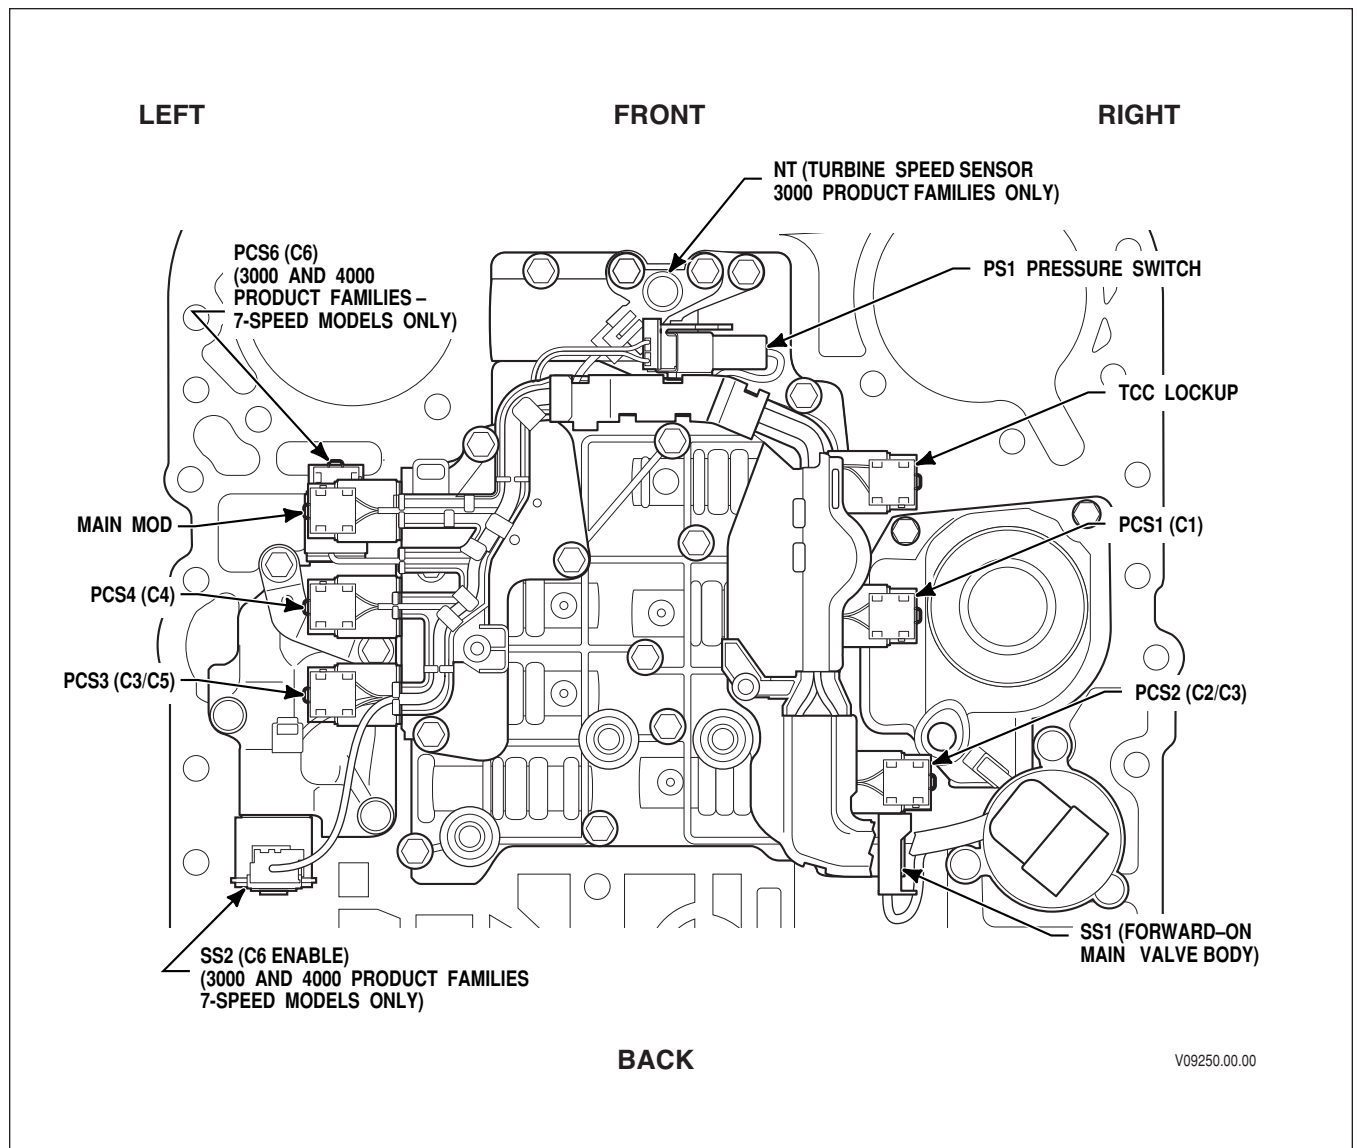 LEFT
FRONT
RIGHT
NT (TURBINE SPEED SENSOR
3000 PRODUCT FAMILIES ONLY)
PCS6 (C6)
(3000 AND 4000
PRODUCT FAMILIES –
7-SPEED MODELS ONLY)
PS1 PRESSURE SWITCH
TCC LOCKUP
MAIN MOD
PCS1 (C1)
PCS4 (C4)
PCS3 (C3/C5)
PCS2 (C2/C3)
SS1 (FORWARD–ON
MAIN VALVE BODY)
SS2 (C6 ENABLE)
(3000 AND 4000 PRODUCT FAMILIES
7-SPEED MODELS ONLY)
BACK
V09250.00.00